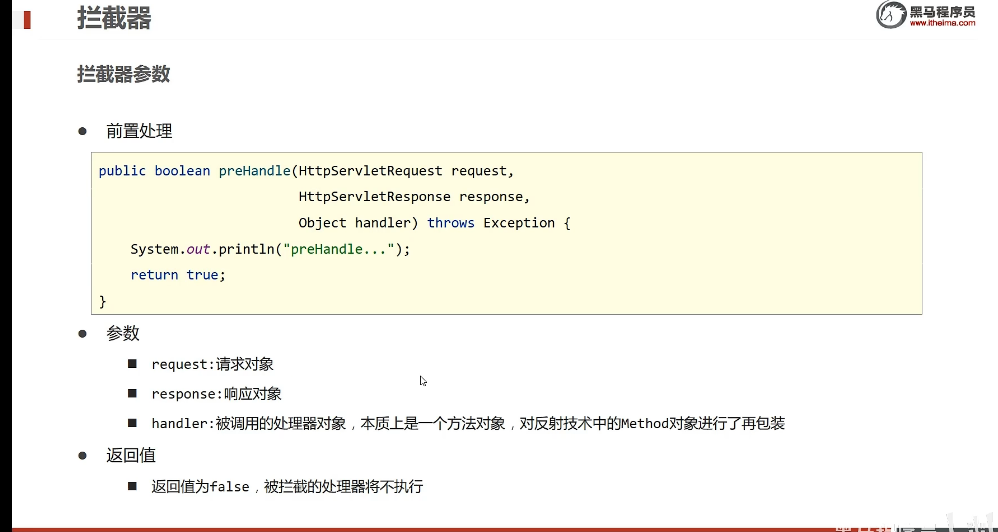 拦截器
黑马程序员
www.itheima.com
拦截器参数
● 前置处理
public boolean preHandle(HttpServletRequest request,
HttpServletResponse response,
Object handler) throws Exception {
System.out.println("preHandle...");
return true;
}
● 参数
■ request:请求对象
■ response:响应对象
■ handler:被调用的处理器对象，本质上是一个方法对象，对反射技术中的Method对象进行了再包装
● 返回值
■ 返回值为false，被拦截的处理器将不执行